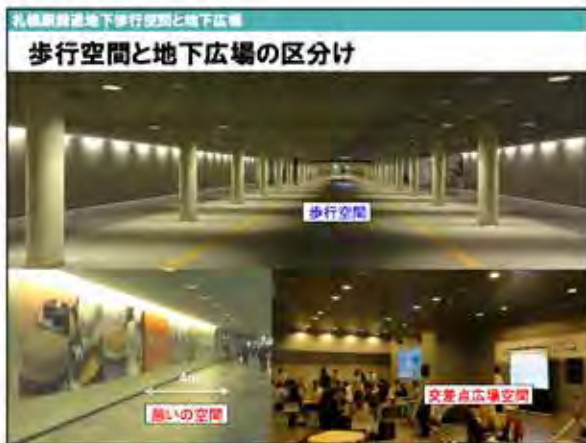 札幌駅前通地下歩行空間と地下広場
歩行空間と地下広場の区分け
歩行空間
4m
憩いの空間
交差点広場空間